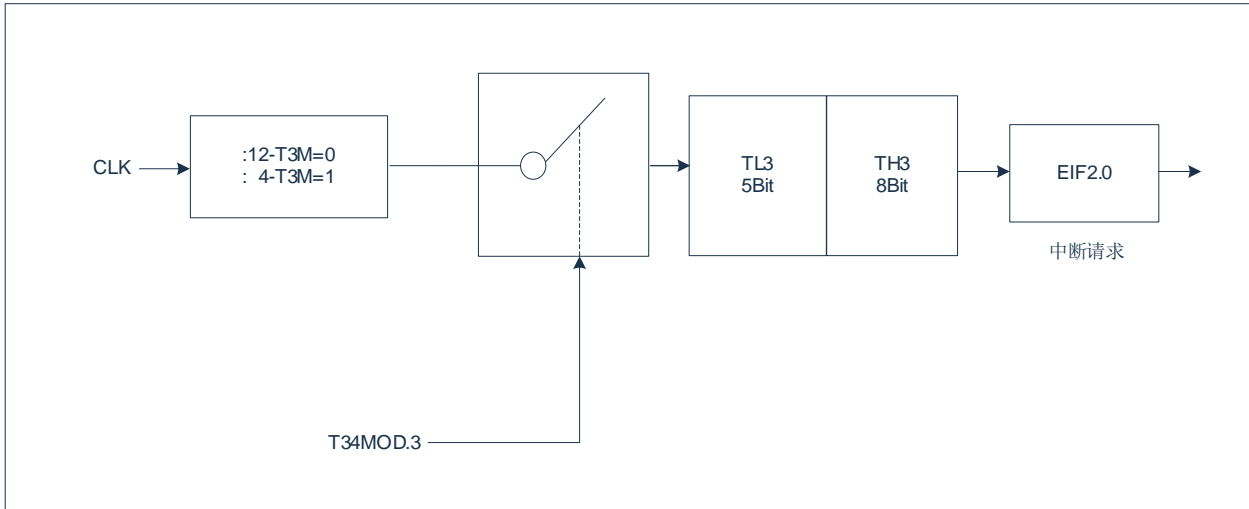 CLK
:12-T3M=0
: 4-T3M=1
TL3
5Bit
TH3
8Bit
EIF2.0
中断请求
T34MOD.3